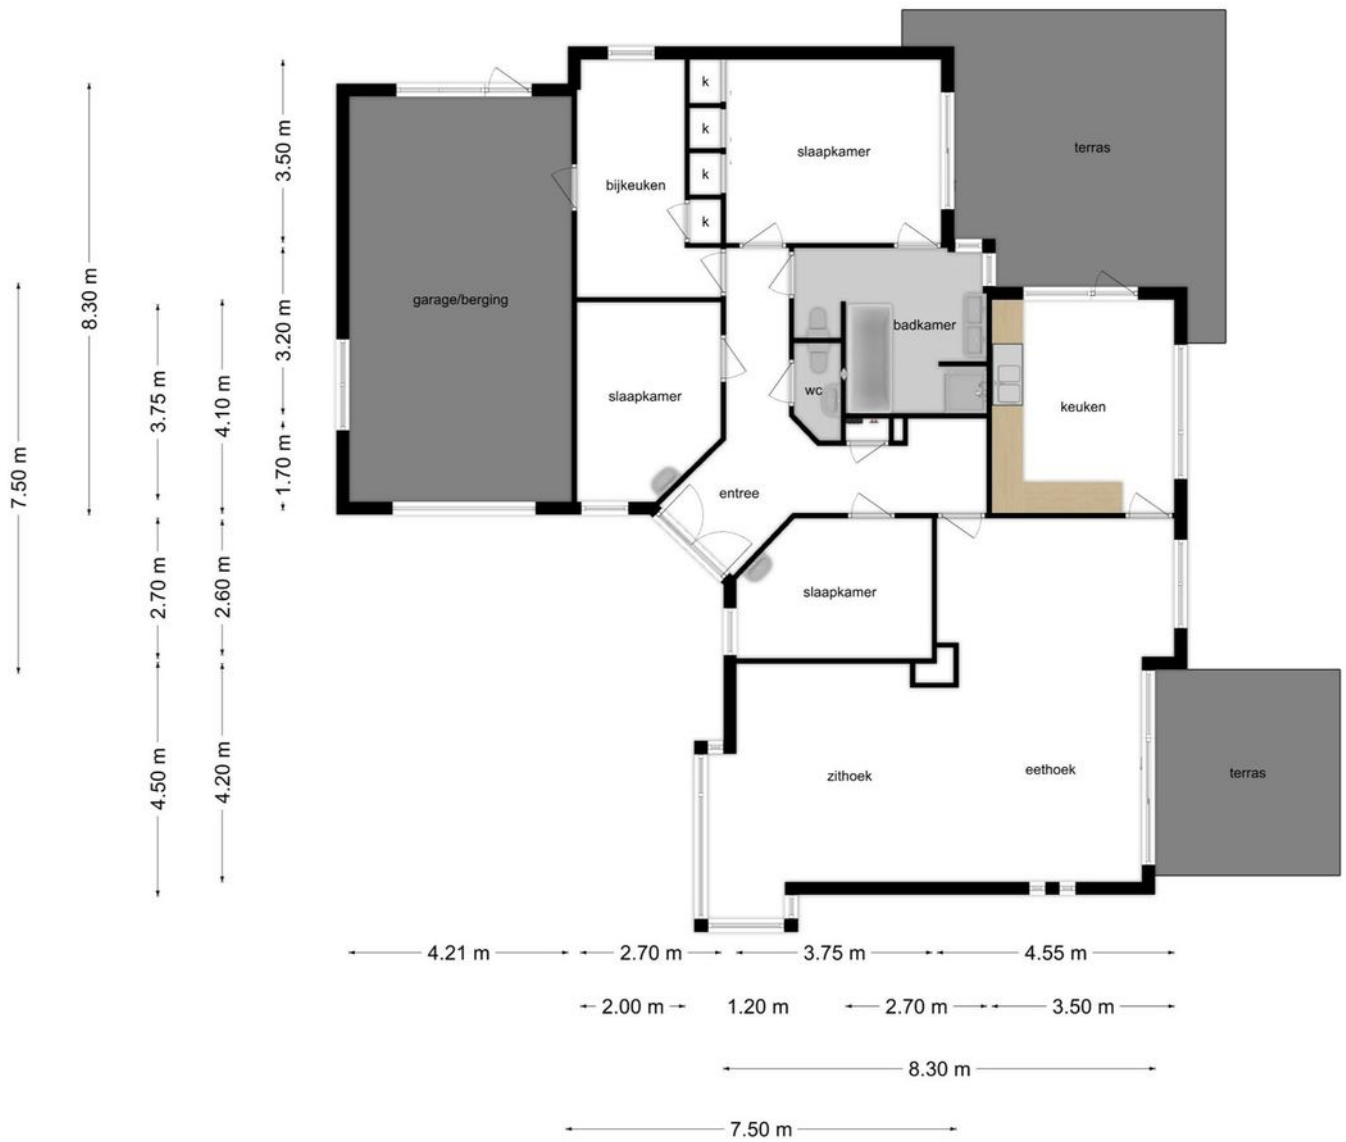 k
k
slaapkamer
terras
k
bijkeuken
k
3.50 m
8.30 m
garage/berging
3.20 m
badkamer
7.50 m
3.75 m
4.10 m
slaapkamer
wc
keuken
1.70 m
entree
2.70 m
2.60 m
slaapkamer
4.50 m
4.20 m
zithoek
eethoek
terras
4.21 m
2.70 m
3.75 m
4.55 m
2.00 m
1.20 m
2.70 m
3.50 m
8.30 m
7.50 m